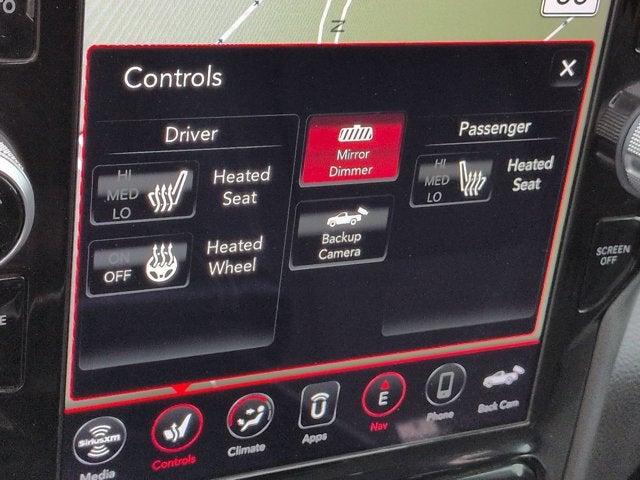 N
Controls
X
Driver
Passenger
Mirror
Dimmer
HI
MED
LO
Heated
Seat
HI
MED
LO
Heated
Seat
Backup
Camera
ON
OFF
Heated
Wheel
SCREEN
OFF
SiriusXM
Media
Controls
Climate
Apps
E
Nav
Phone
Back Cam